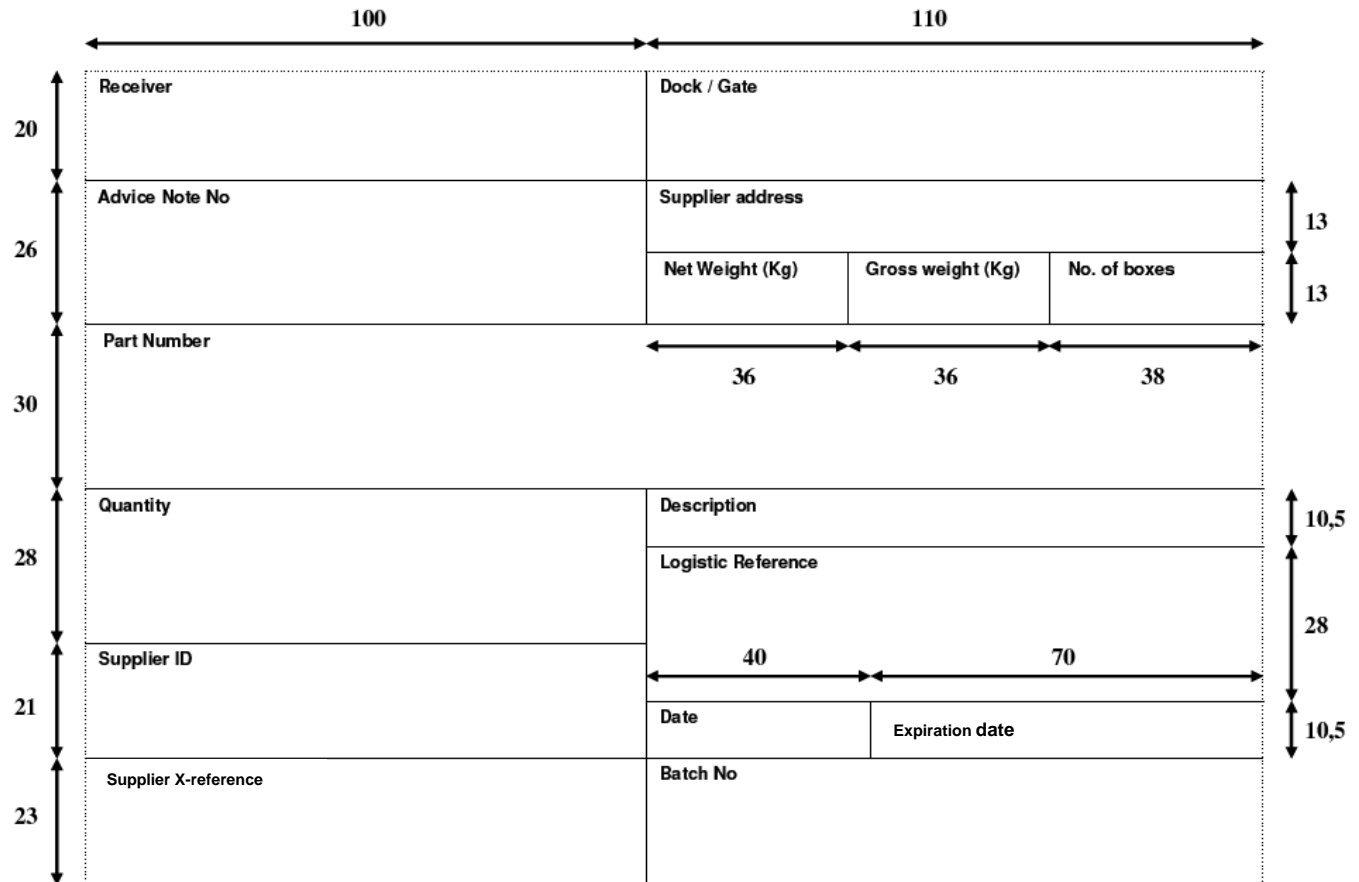 100 110
Receiver Dock / Gate
20
Advice Note No Supplier address
13
26
Net Weight (Kg) Gross weight (Kg) No. of boxes
13
Part Number
36 36 38
30
Quantity Description
10,5
28
Logistic Reference
28
Supplier ID 40 70
21
Date Expiration date
10,5
Supplier X-reference Batch No
23